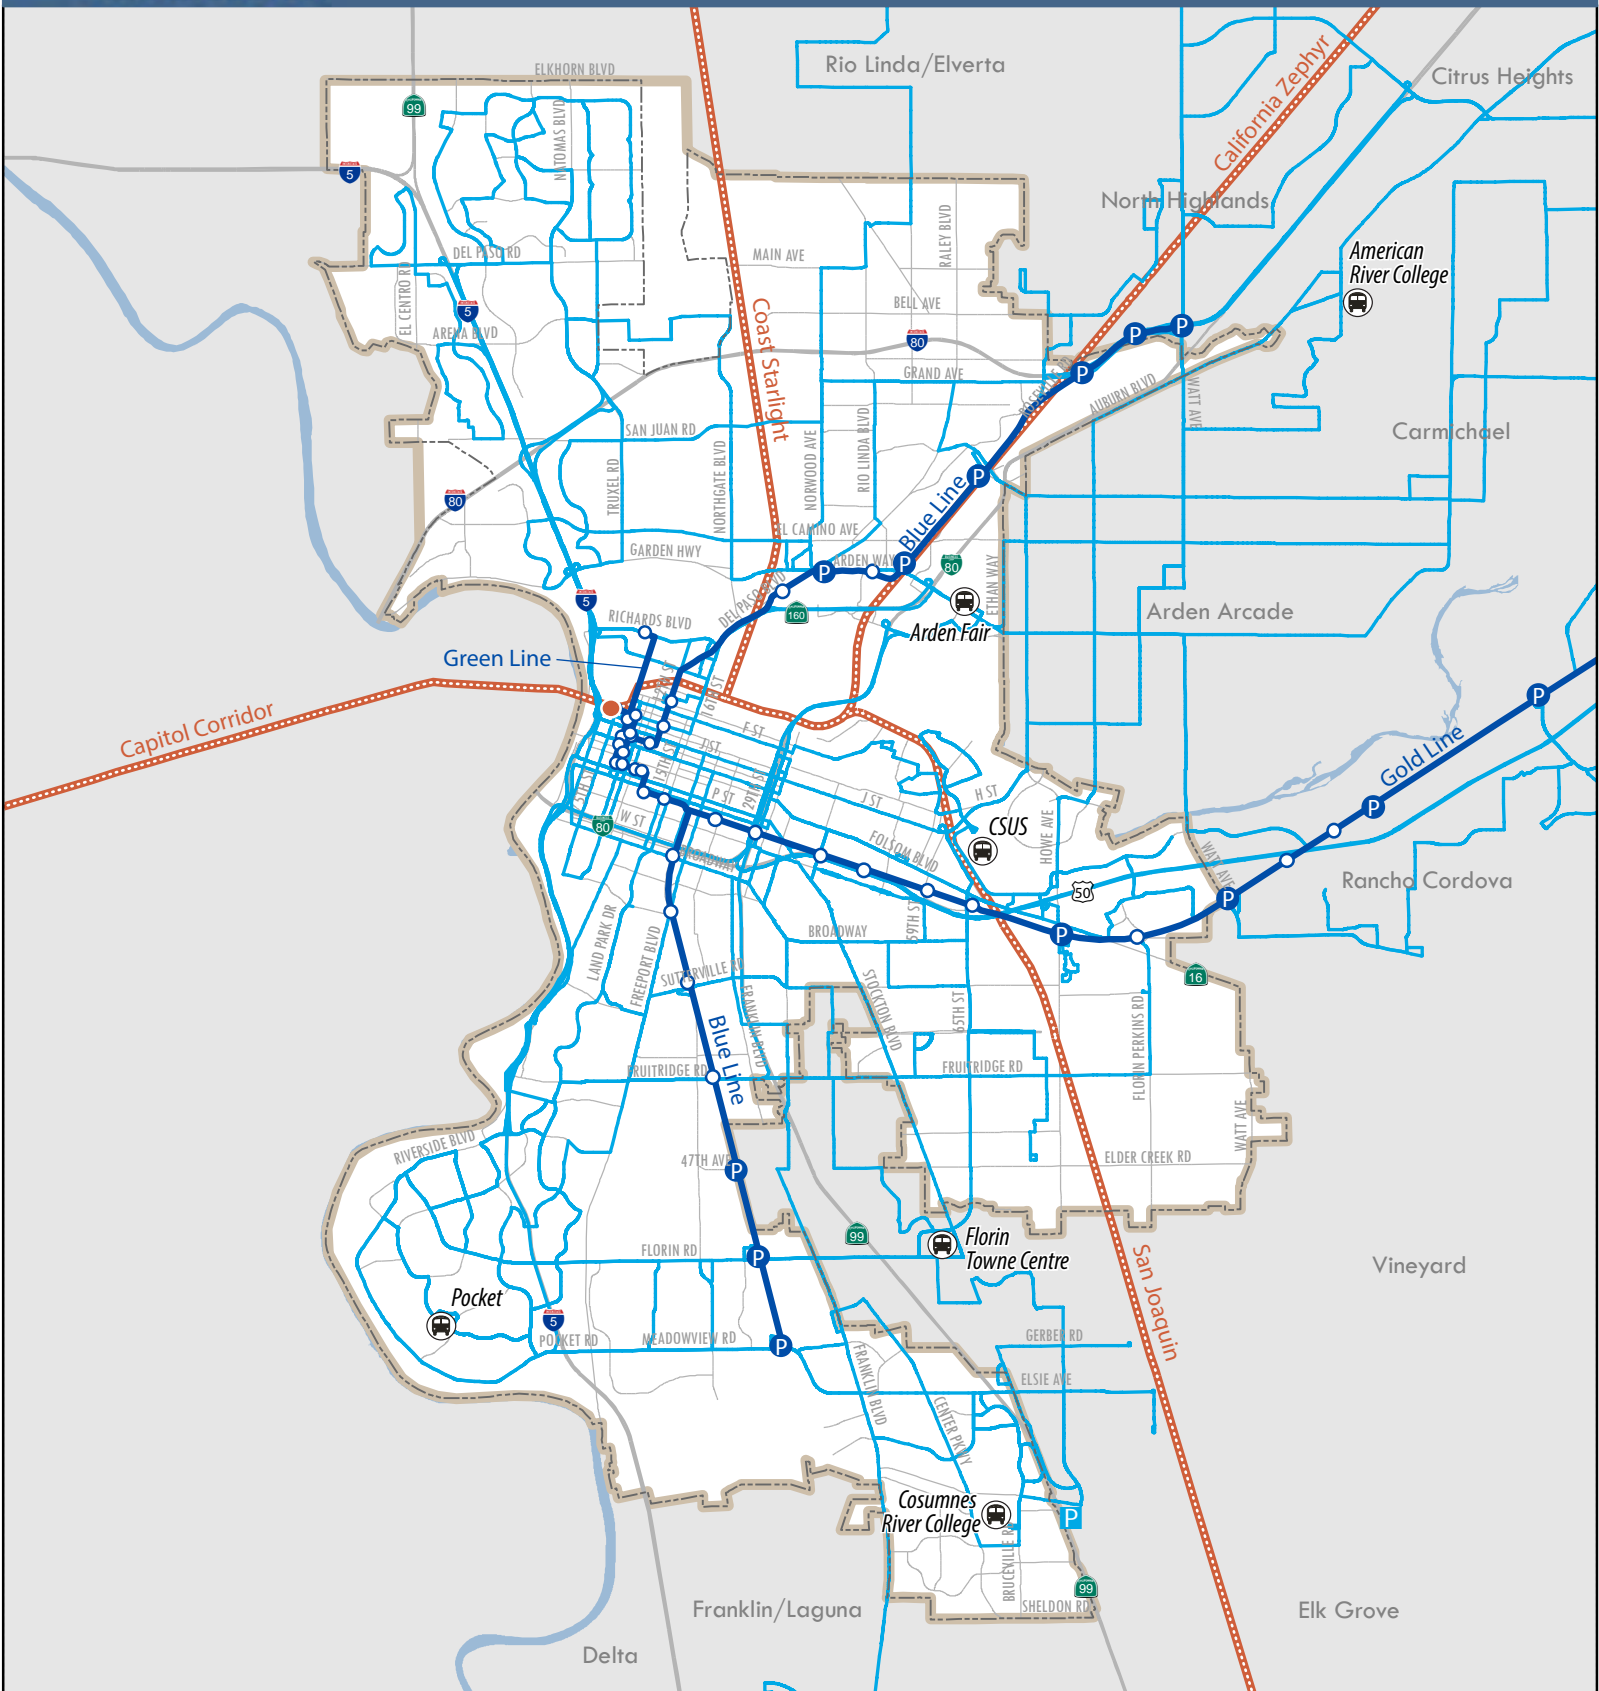 ELKHORN BLVD
Rio Linda/Elverta
California Zephyr
Citrus Heights
99
NATOMAS BLVD
5
North Highlands
RALEY BLVD
American
River College
DEL PASO RD
MAIN AVE
EL CENTRO RD
5
BELL AVE
ARENA BLVD
Coast Starlight
80
P
P
GRAND AVE
P
AUBURN BLVD
WATT AVE
SAN JUAN RD
Carmichael
TRUXEL RD
NORTHGATE BLVD
NORWOOD AVE
RIO LINDA BLVD
P
80
Blue Line
EL CAMINO AVE
GARDEN HWY
ARDEN WAY
80
P
P
ETHAN WAY
5
DEL PASO BLVD
160
Arden Arcade
RICHARDS BLVD
Arden Fair
Green Line
12TH ST
16TH ST
P
Capitol Corridor
F ST
J ST
Gold Line
5TH ST
19TH ST
29TH ST
P ST
J ST
H ST
P
80
W ST
FOLSOM BLVD
CSUS
HOWE AVE
BROADWAY
WATT AVE
50
Rancho Cordova
P
LAND PARK DR
FREEPORT BLVD
BROADWAY
59TH ST
P
SUTTERVILLE RD
16
FRANKLIN BLVD
STOCKTON BLVD
65TH ST
FLORIN PERKINS RD
Blue Line
FRUITRIDGE RD
FRUITRIDGE RD
RIVERSIDE BLVD
WATT AVE
47TH AVE
P
ELDER CREEK RD
99
Florin
Towne Centre
FLORIN RD
P
San Joaquin
Vineyard
Pocket
5
POCKET RD
MEADOWVIEW RD
P
GERBER RD
FRANKLIN BLVD
ELSIE AVE
CENTER PKWY
Cosumnes
River College
P
BRUCEVILLE RD
99
SHELDON RD
Franklin/Laguna
Elk Grove
Delta